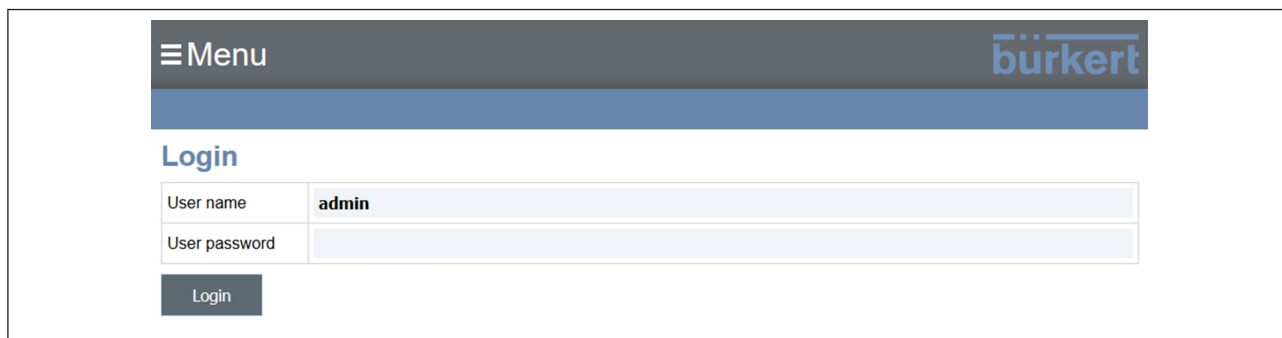 ≡Menu
bürkert
Login
User name
admin
User password
Login